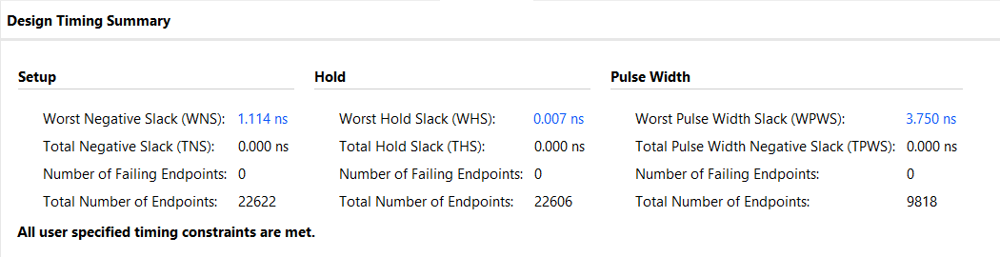 Design Timing Summary
Setup Hold Pulse Width
Worst Negative Slack (WNS): 1.114 ns Worst Hold Slack (WHS): 0.007 ns Worst Pulse Width Slack (WPWS): 3.750 ns
Total Negative Slack (TNS): 0.000 ns Total Hold Slack (THS): 0.000 ns Total Pulse Width Negative Slack (TPWS): 0.000 ns
Number of Failing Endpoints: 0 Number of Failing Endpoints: 0 Number of Failing Endpoints: 0
Total Number of Endpoints: 22622 Total Number of Endpoints: 22606 Total Number of Endpoints: 9818
All user specified timing constraints are met.